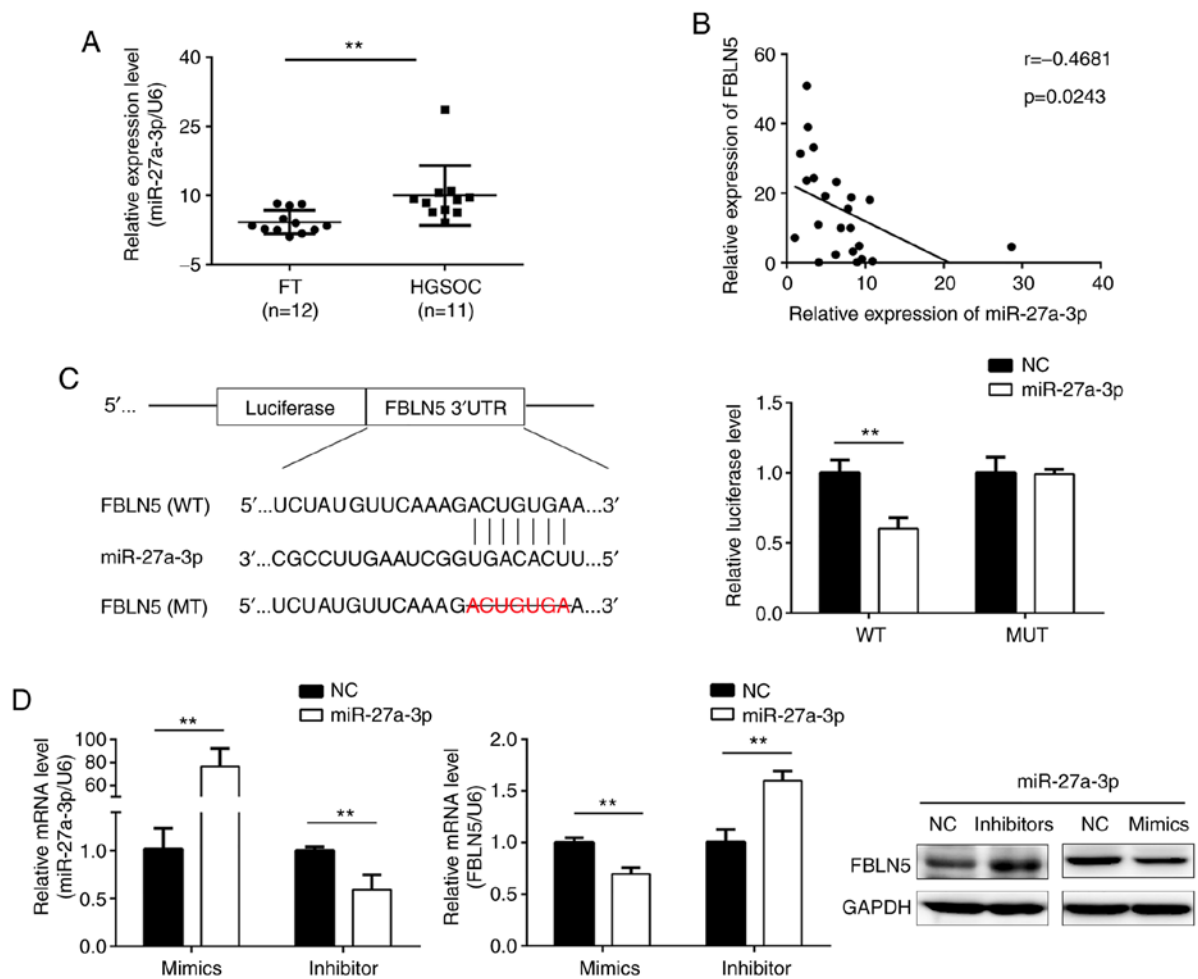 A
Relative expression level
(miR-27a-3p/U6)
40
25
10
−5
**
FT
(n=12)
HGSOC
(n=11)
B
Relative expression of FBLN5
60
40
20
0
r=−0.4681
p=0.0243
0
10
20
30
40
Relative expression of miR-27a-3p
C
5′...
Luciferase
FBLN5 3′UTR
FBLN5 (WT)
5′...UCUAUGUUCAAAGACUGUGAA...3′
miR-27a-3p
3′...CGCCUUGAAUCGGUGACACUU...5′
FBLN5 (MT)
5′...UCUAUGUUCAAAGACUGUGAA...3′
NC
miR-27a-3p
Relative luciferase level
1.5
1.0
0.5
0.0
**
WT
MUT
D
NC
miR-27a-3p
Relative mRNA level
(miR-27a-3p/U6)
100
80
60
1.0
0.5
0.0
**
**
Mimics
Inhibitor
NC
miR-27a-3p
Relative mRNA level
(FBLN5/U6)
2.0
1.5
1.0
0.5
0.0
**
**
Mimics
Inhibitor
miR-27a-3p
NC Inhibitors NC Mimics
FBLN5
GAPDH